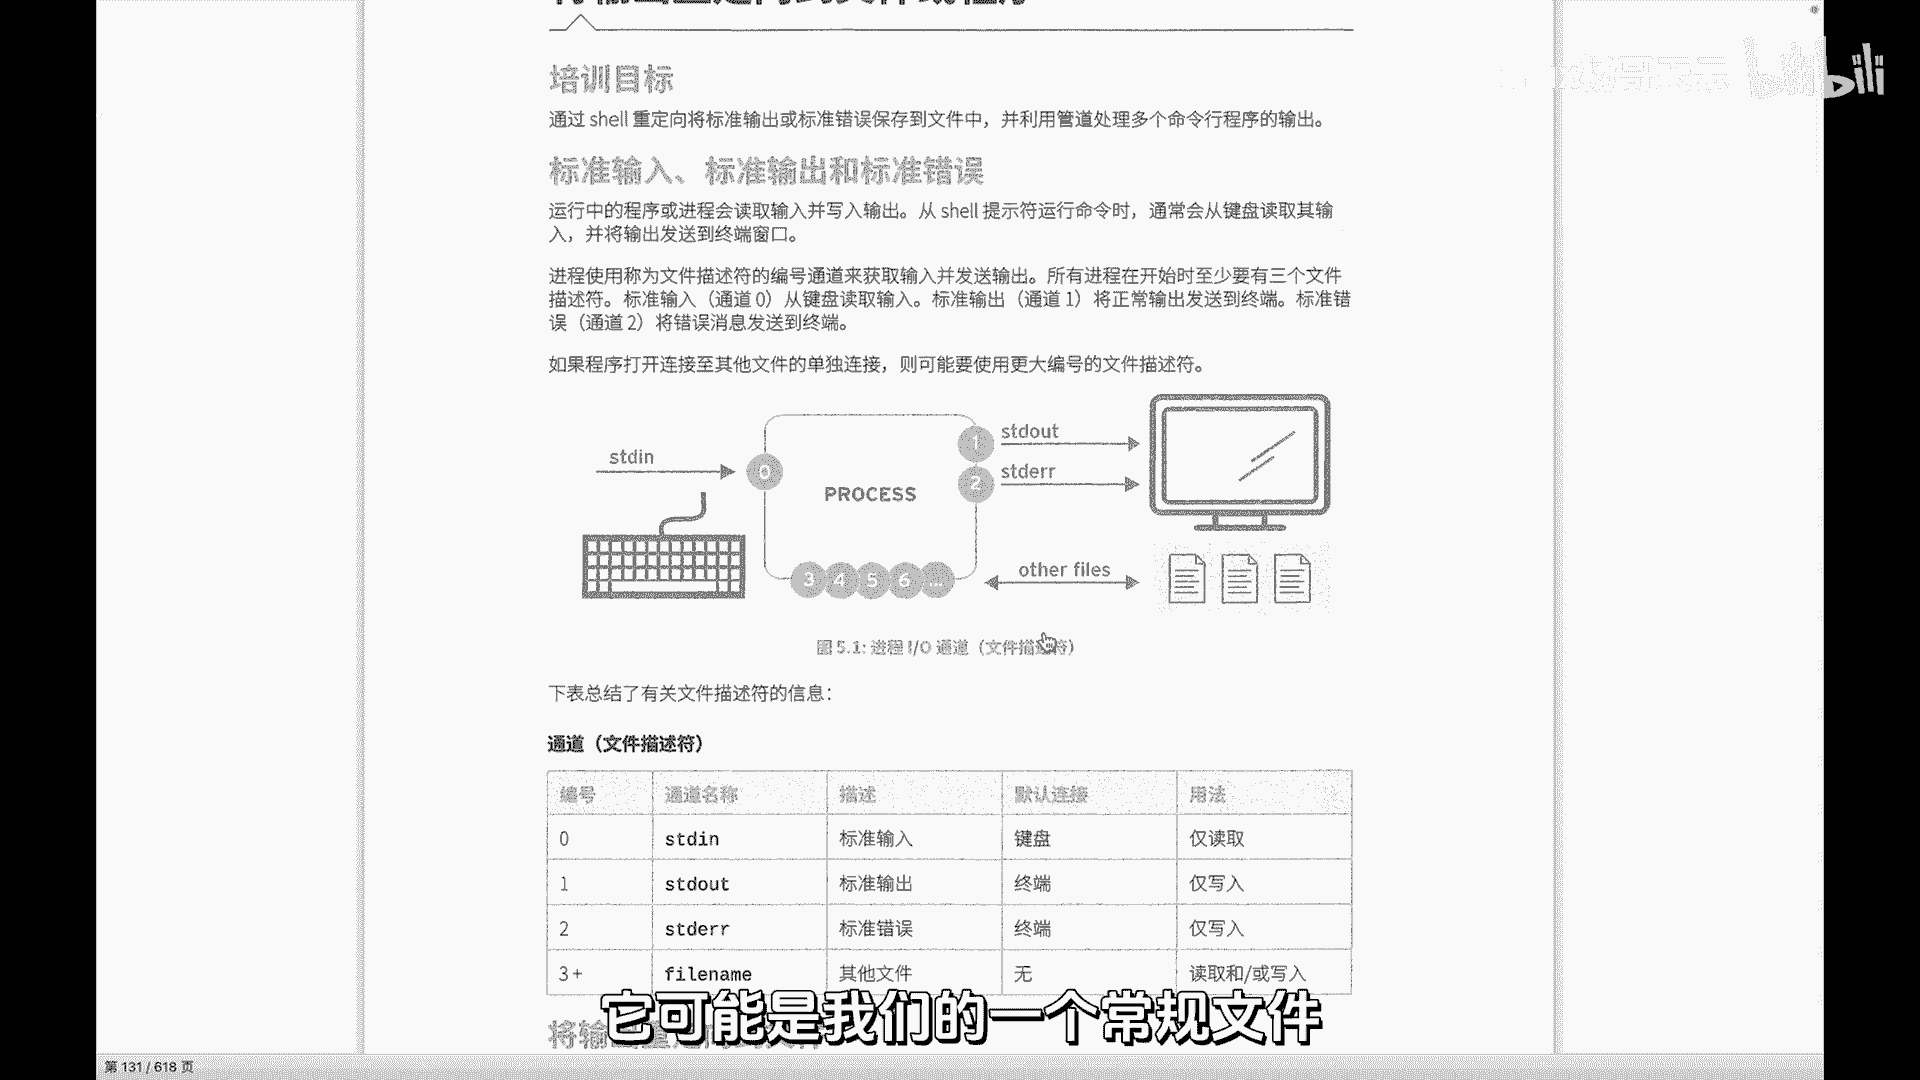 培训目标
通过 shell 重定向将标准输出或标准错误保存到文件中，并利用管道处理多个命令行程序的输出。
标准输入、标准输出和标准错误
运行中的程序或进程会读取输入并写入输出。从 shell 提示符运行命令时，通常会从键盘读取其输
入，并将输出发送到终端窗口。
进程使用称为文件描述符的编号通道来获取输入并发送输出。所有进程在开始时至少要有三个文件
描述符。标准输入（通道 0）从键盘读取输入。标准输出（通道 1）将正常输出发送到终端。标准错
误（通道 2）将错误消息发送到终端。
如果程序打开连接至其他文件的单独连接，则可能要使用更大编号的文件描述符。
stdin
0
PROCESS
1
stdout
2
stderr
3 4 5 6 ...
other files
图 5.1: 进程 I/O 通道（文件描述符）
下表总结了有关文件描述符的信息：
通道（文件描述符）
编号 通道名称 描述 默认连接 用法
0 stdin 标准输入 键盘 仅读取
1 stdout 标准输出 终端 仅写入
2 stderr 标准错误 终端 仅写入
3+ filename 其他文件 无 读取和/或写入
它可能是我们的一个常规文件
第 131 / 618 页
bilibili